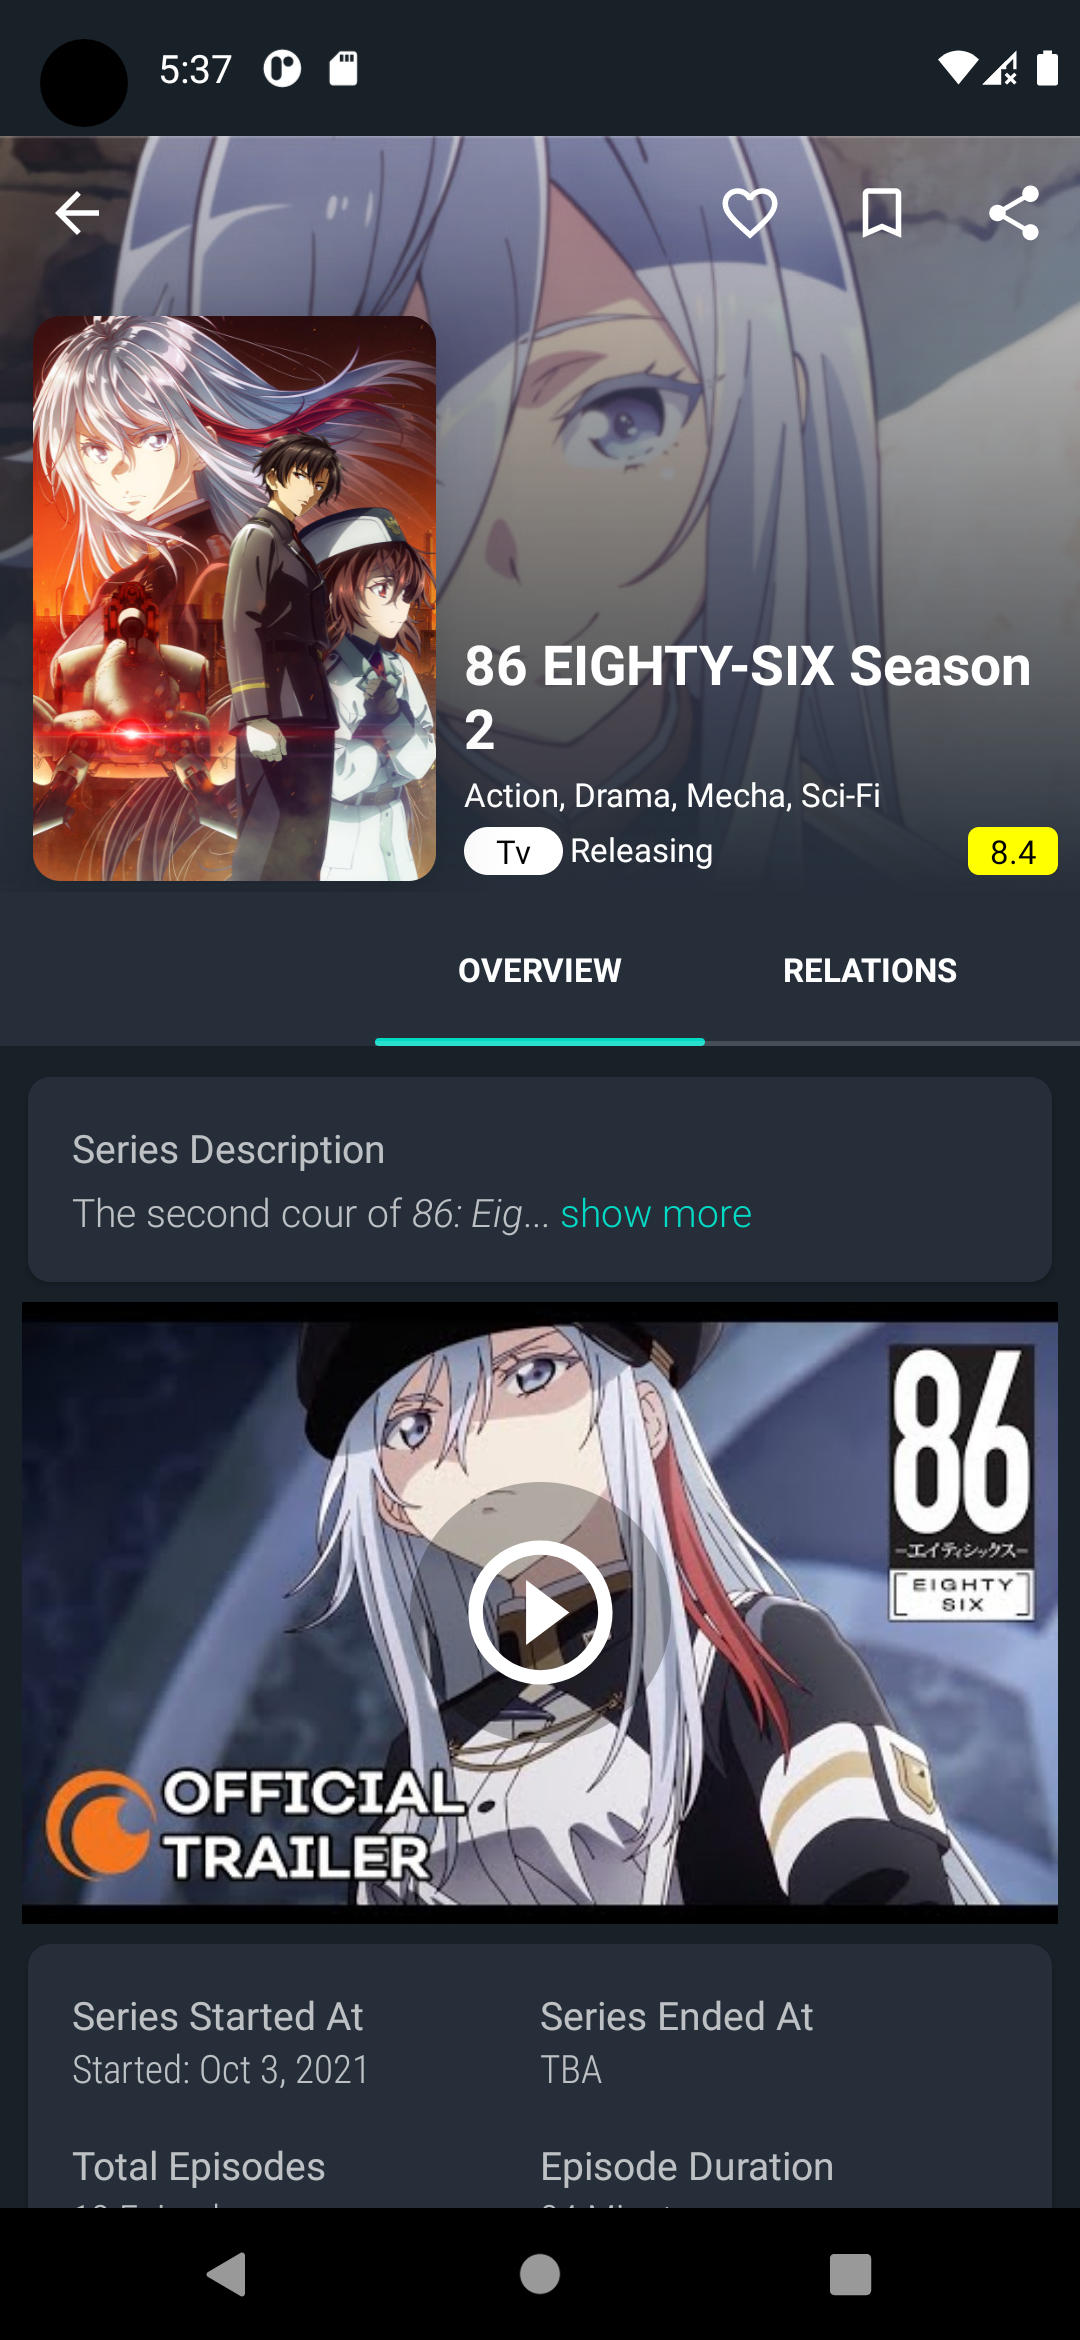 5:37
86 EIGHTY-SIX Season
2
Action, Drama, Mecha, Sci-Fi
Tv Releasing 8.4
OVERVIEW RELATIONS
Series Description
The second cour of 86: Eig... show more
86
-エイティシックス-
EIGHTY
SIX
OFFICIAL
TRAILER
Series Started At Series Ended At
Started: Oct 3, 2021 TBA
Total Episodes Episode Duration